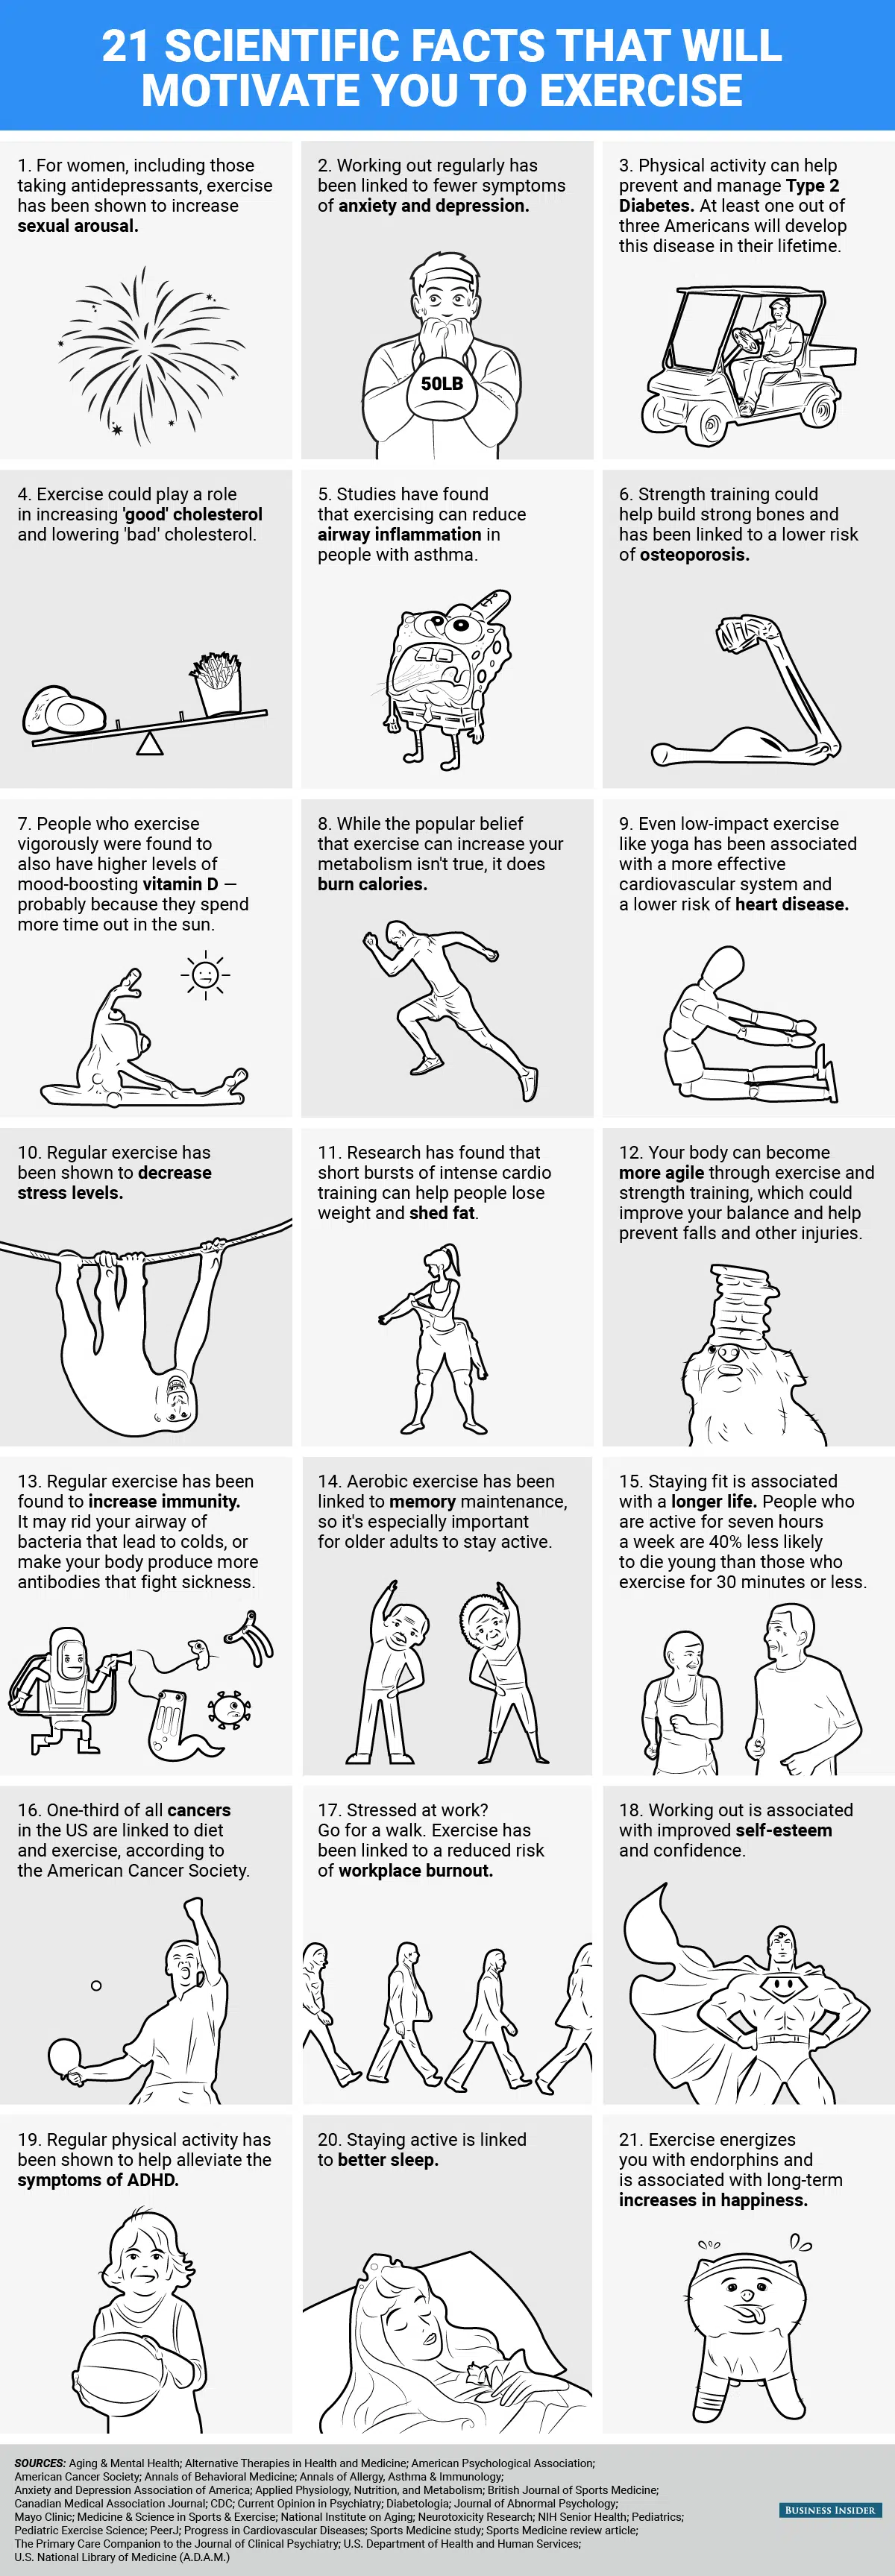 21 SCIENTIFIC FACTS THAT WILL
MOTIVATE YOU TO EXERCISE
1. For women, including those
taking antidepressants, exercise
has been shown to increase
sexual arousal.
2. Working out regularly has
been linked to fewer symptoms
of anxiety and depression.
50LB
3. Physical activity can help
prevent and manage Type 2
Diabetes. At least one out of
three Americans will develop
this disease in their lifetime.
4. Exercise could play a role
in increasing 'good' cholesterol
and lowering 'bad' cholesterol.
5. Studies have found
that exercising can reduce
airway inflammation in
people with asthma.
6. Strength training could
help build strong bones and
has been linked to a lower risk
of osteoporosis.
7. People who exercise
vigorously were found to
also have higher levels of
mood-boosting vitamin D —
probably because they spend
more time out in the sun.
8. While the popular belief
that exercise can increase your
metabolism isn't true, it does
burn calories.
9. Even low-impact exercise
like yoga has been associated
with a more effective
cardiovascular system and
a lower risk of heart disease.
10. Regular exercise has
been shown to decrease
stress levels.
11. Research has found that
short bursts of intense cardio
training can help people lose
weight and shed fat.
12. Your body can become
more agile through exercise and
strength training, which could
improve your balance and help
prevent falls and other injuries.
13. Regular exercise has been
found to increase immunity.
It may rid your airway of
bacteria that lead to colds, or
make your body produce more
antibodies that fight sickness.
14. Aerobic exercise has been
linked to memory maintenance,
so it's especially important
for older adults to stay active.
15. Staying fit is associated
with a longer life. People who
are active for seven hours
a week are 40% less likely
to die young than those who
exercise for 30 minutes or less.
16. One-third of all cancers
in the US are linked to diet
and exercise, according to
the American Cancer Society.
17. Stressed at work?
Go for a walk. Exercise has
been linked to a reduced risk
of workplace burnout.
18. Working out is associated
with improved self-esteem
and confidence.
19. Regular physical activity has
been shown to help alleviate the
symptoms of ADHD.
20. Staying active is linked
to better sleep.
21. Exercise energizes
you with endorphins and
is associated with long-term
increases in happiness.
SOURCES: Aging & Mental Health; Alternative Therapies in Health and Medicine; American Psychological Association;
American Cancer Society; Annals of Behavioral Medicine; Annals of Allergy, Asthma & Immunology;
Anxiety and Depression Association of America; Applied Physiology, Nutrition, and Metabolism; British Journal of Sports Medicine;
Canadian Medical Association Journal; CDC; Current Opinion in Psychiatry; Diabetologia; Journal of Abnormal Psychology;
Mayo Clinic; Medicine & Science in Sports & Exercise; National Institute on Aging; Neurotoxicity Research; NIH Senior Health; Pediatrics;
Pediatric Exercise Science; PeerJ; Progress in Cardiovascular Diseases; Sports Medicine study; Sports Medicine review article;
The Primary Care Companion to the Journal of Clinical Psychiatry; U.S. Department of Health and Human Services;
U.S. National Library of Medicine (A.D.A.M.)
BUSINESS INSIDER